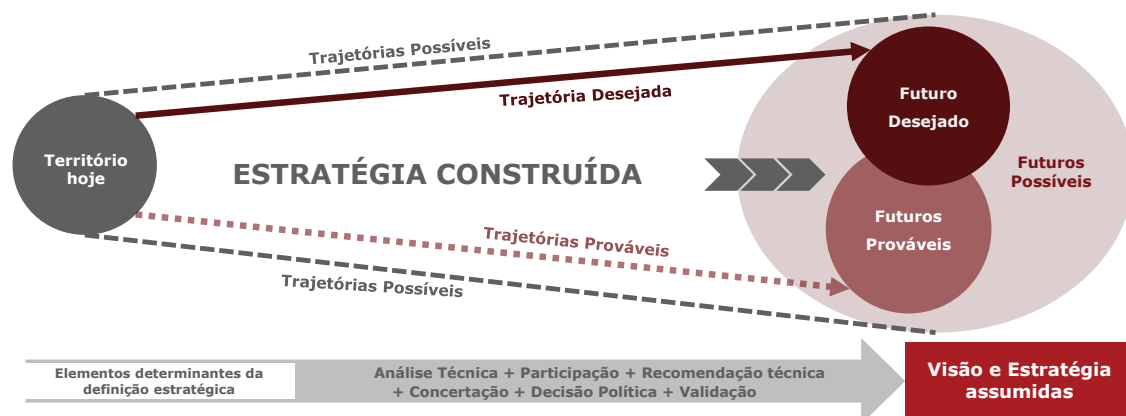 Trajetórias Possíveis
Trajetória Desejada
Futuro
Desejado
Território
hoje
ESTRATÉGIA CONSTRUÍDA
Futuros
Possíveis
Futuros
Prováveis
Trajetórias Prováveis
Trajetórias Possíveis
Elementos determinantes da
definição estratégica
Análise Técnica + Participação + Recomendação técnica
+ Concertação + Decisão Política + Validação
Visão e Estratégia
assumidas